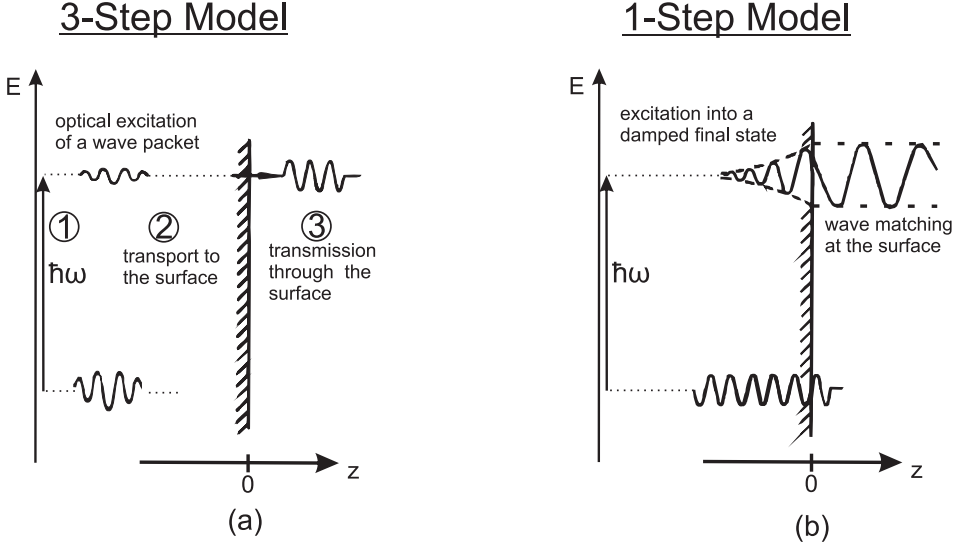 3-Step Model
E
optical excitation
of a wave packet
①
②
③
ħω
transport to
the surface
transmission
through the
surface
z
0
(a)
1-Step Model
E
excitation into a
damped final state
wave matching
at the surface
ħω
z
0
(b)